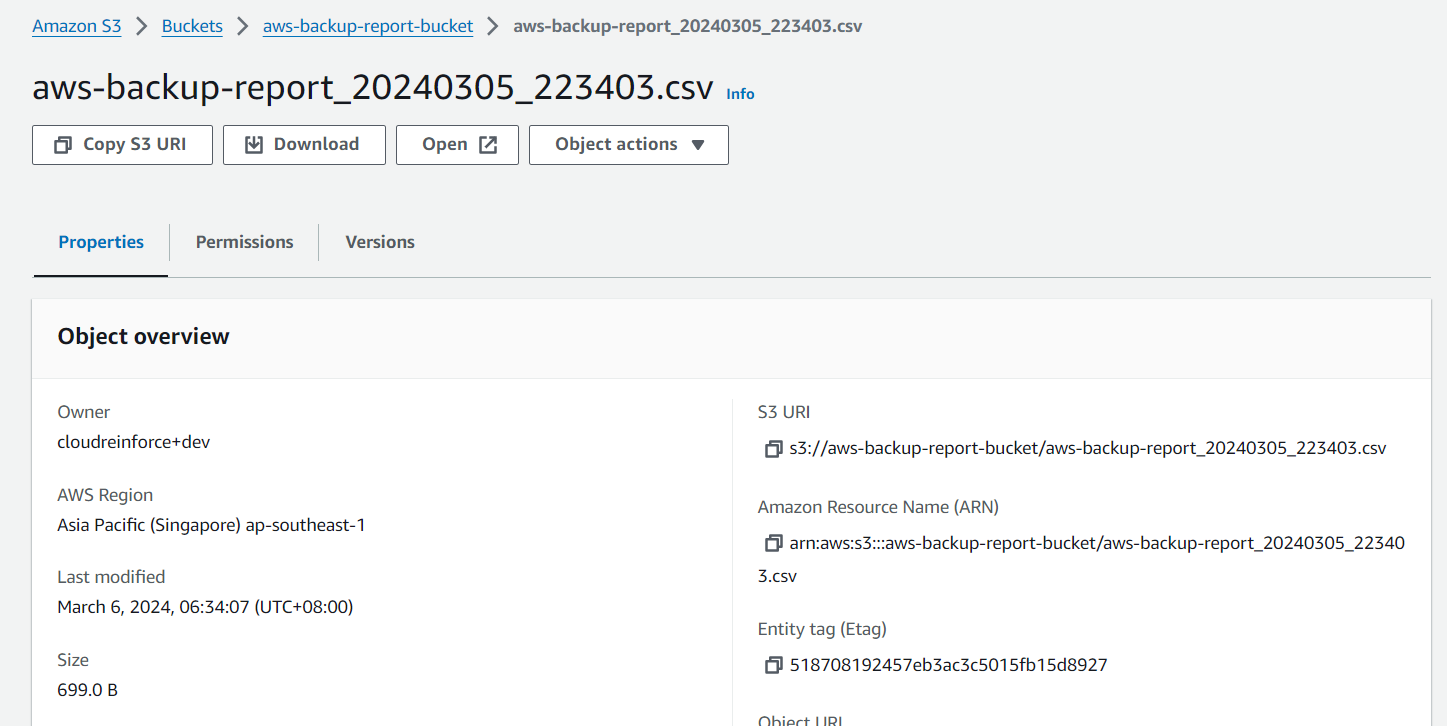 Amazon S3 > Buckets > aws-backup-report-bucket > aws-backup-report_20240305_223403.csv
aws-backup-report_20240305_223403.csv Info
Copy S3 URI Download Open Object actions
Properties Permissions Versions
Object overview
Owner
cloudreinforce+dev
AWS Region
Asia Pacific (Singapore) ap-southeast-1
Last modified
March 6, 2024, 06:34:07 (UTC+08:00)
Size
699.0 B
S3 URI
s3://aws-backup-report-bucket/aws-backup-report_20240305_223403.csv
Amazon Resource Name (ARN)
arn:aws:s3:::aws-backup-report-bucket/aws-backup-report_20240305_22340
3.csv
Entity tag (Etag)
518708192457eb3ac3c5015fb15d8927
Object URL